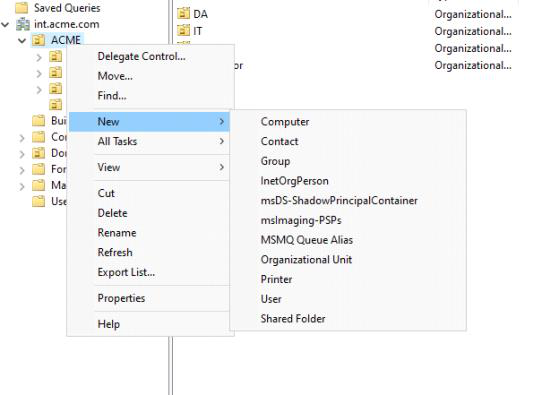 Saved Queries
int.acme.com
ACME
Delegate Control...
Move...
Find...
New
All Tasks
View
Cut
Delete
Rename
Refresh
Export List...
Properties
Help
Computer
Contact
Group
InetOrgPerson
msDS-ShadowPrincipalContainer
msImaging-PSPs
MSMQ Queue Alias
Organizational Unit
Printer
User
Shared Folder
Bui
Co
Do
For
Ma
Use
DA Organizational...
IT Organizational...
Organizational...
or Organizational...